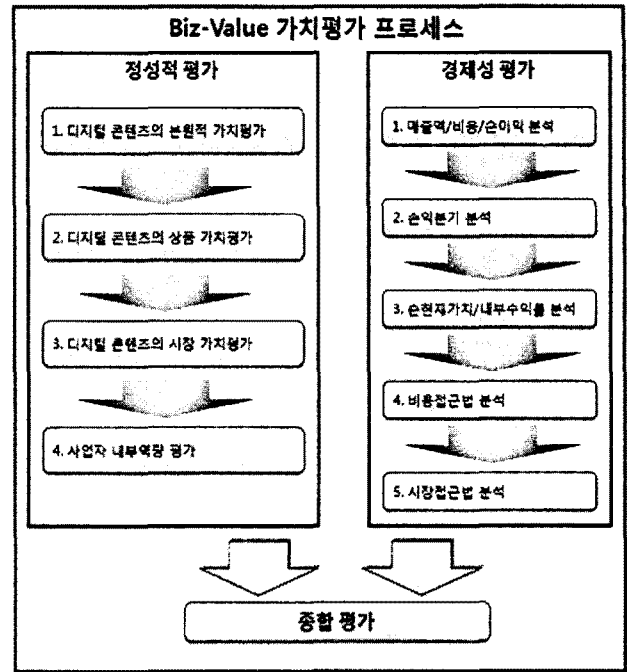 Biz-Value 가치평가 프로세스
정성적 평가
1. 디지털 콘텐츠의 본원적 가치평가
2. 디지털 콘텐츠의 상품 가치평가
3. 디지털 콘텐츠의 시장 가치평가
4. 사업자 내부역량 평가
경제성 평가
1. 매출액/비용/순이익 분석
2. 손익분기 분석
3. 순현재가치/내부수익률 분석
4. 비용접근법 분석
5. 시장접근법 분석
종합 평가